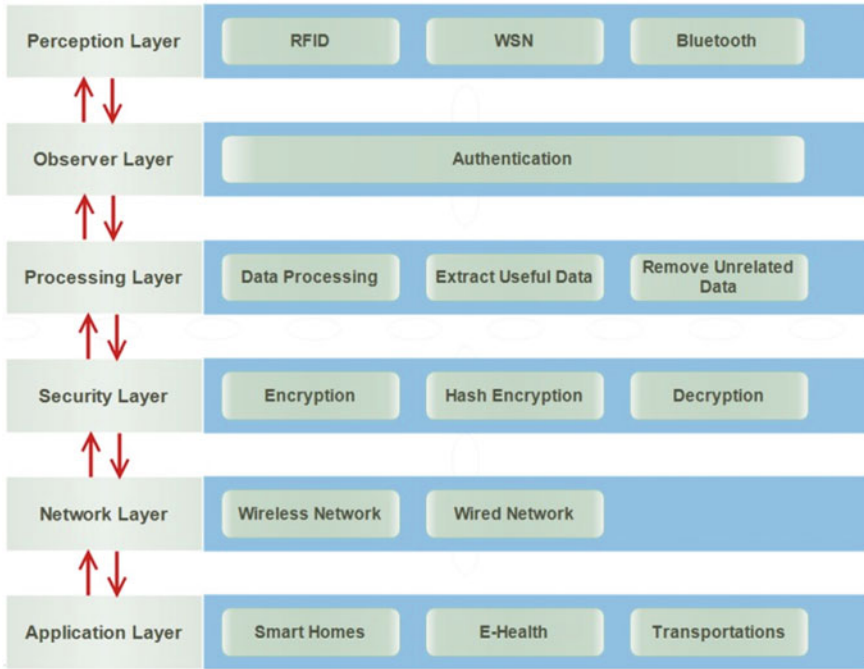 Perception Layer
RFID
WSN
Bluetooth
Observer Layer
Authentication
Processing Layer
Data Processing
Extract Useful Data
Remove Unrelated
Data
Security Layer
Encryption
Hash Encryption
Decryption
Network Layer
Wireless Network
Wired Network
Application Layer
Smart Homes
E-Health
Transportations